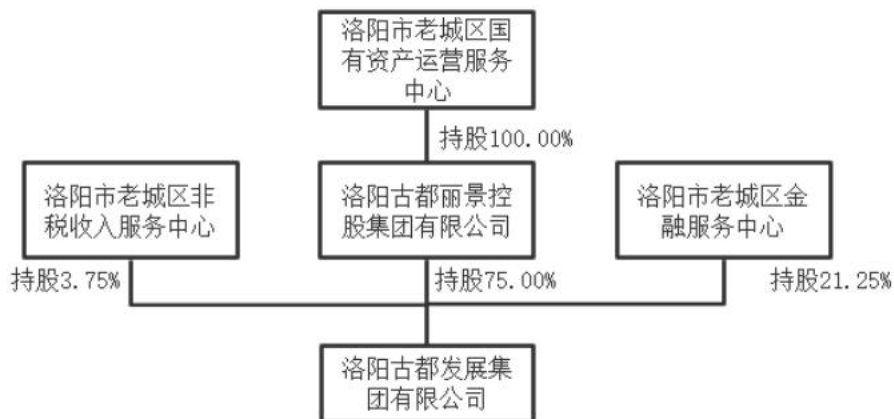 洛阳市老城区国
有资产运营服务
中心
持股100.00%
洛阳市老城区非
税收入服务中心
洛阳古都丽景控
股集团有限公司
洛阳市老城区金
融服务中心
持股3.75%
持股75.00%
持股21.25%
洛阳古都发展集
团有限公司